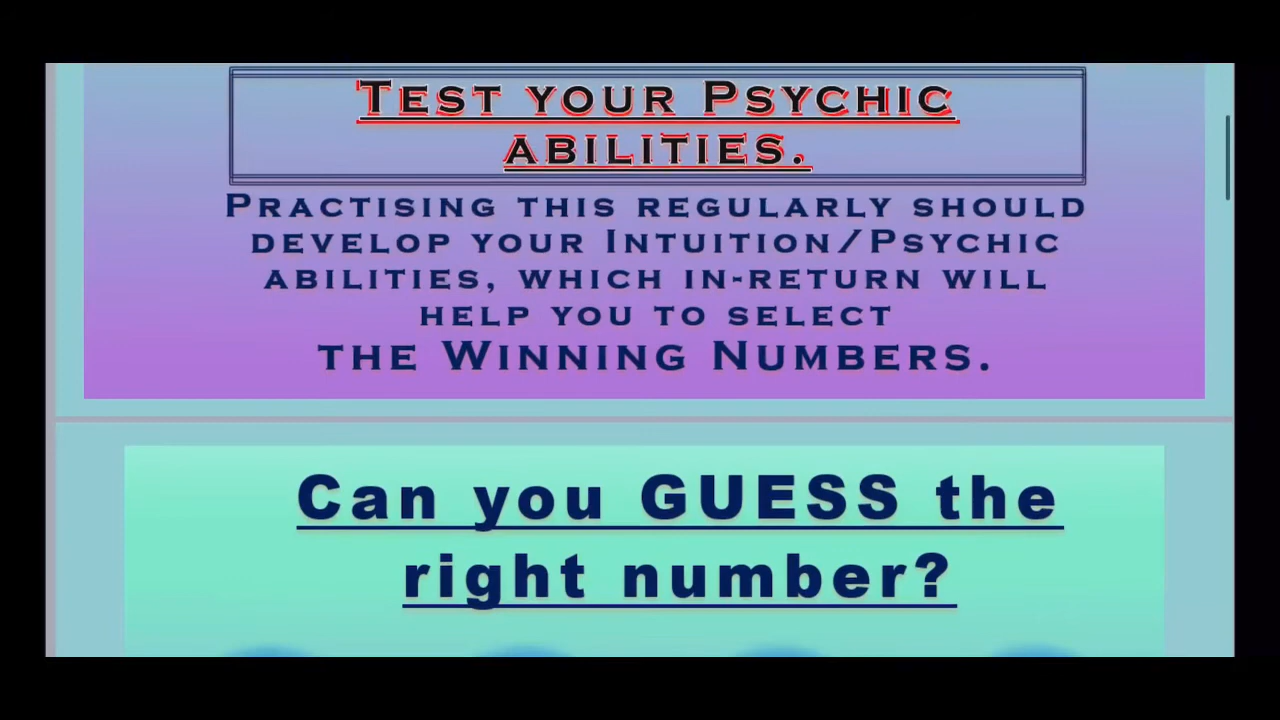 Test your Psychic
abilities.
Practising this regularly should
develop your Intuition/Psychic
abilities, which in-return will
help you to select
the Winning Numbers.
Can you GUESS the
right number?